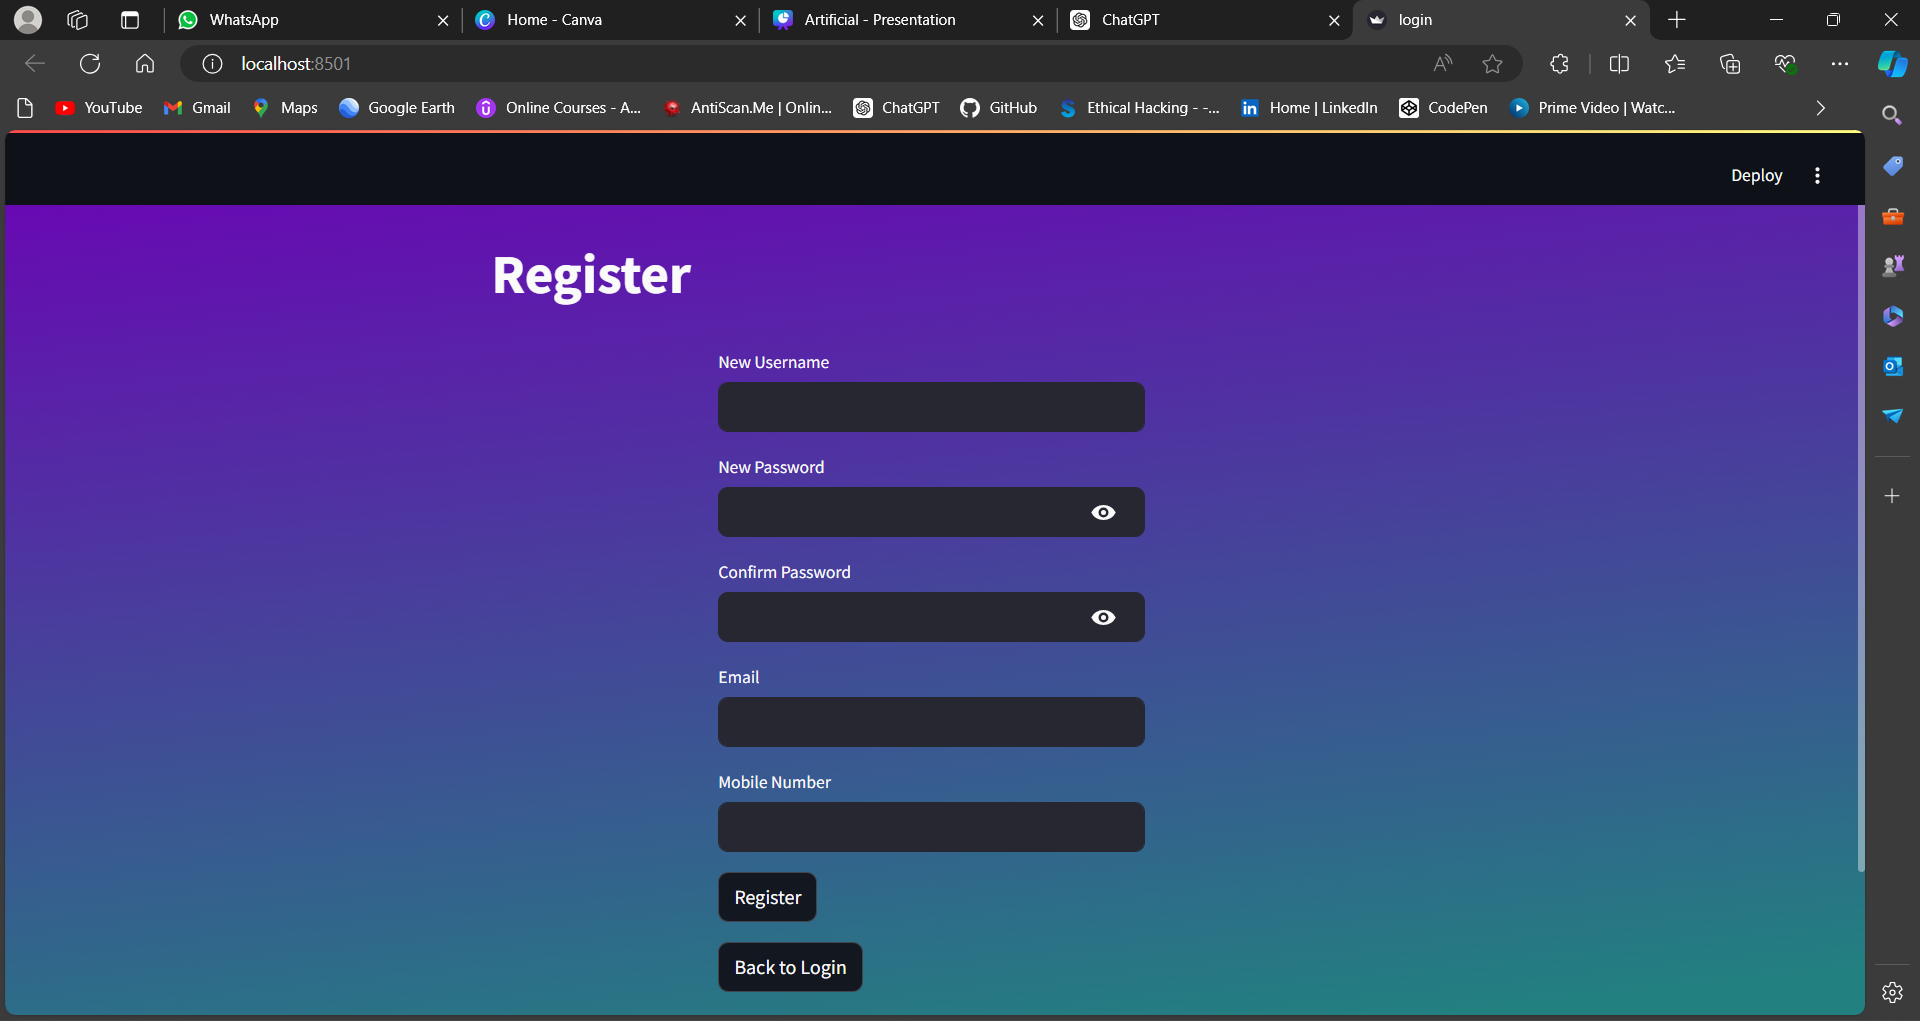 WhatsApp
Home - Canva
Artificial - Presentation
ChatGPT
login
localhost:8501
YouTube
Gmail
Maps
Google Earth
Online Courses - A...
AntiScan.Me | Onlin...
ChatGPT
GitHub
Ethical Hacking - -...
Home | LinkedIn
CodePen
Prime Video | Watc...
Deploy
Register
New Username
New Password
Confirm Password
Email
Mobile Number
Register
Back to Login